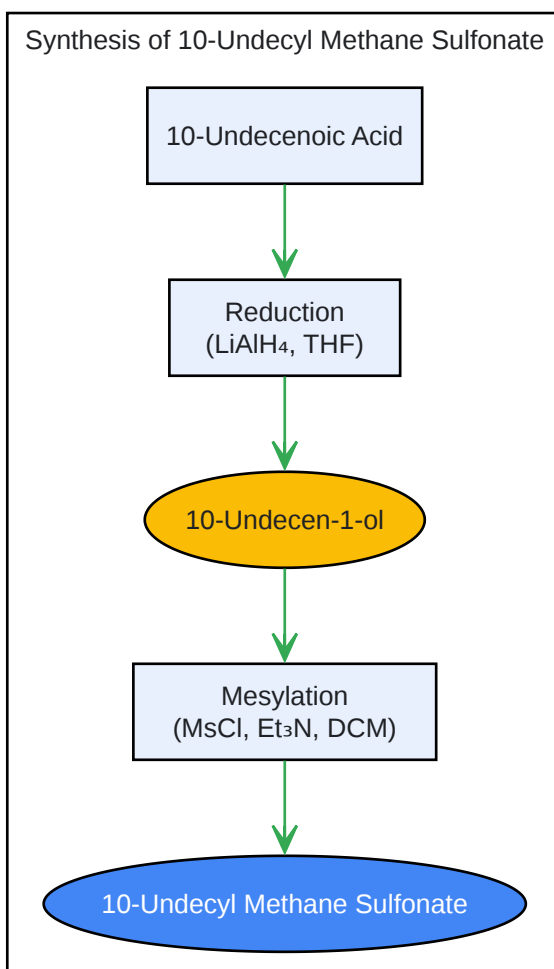 Synthesis of 10-Undecyl Methane Sulfonate
10-Undecenoic Acid
Reduction
(LiAlH₄, THF)
10-Undecen-1-ol
Mesylation
(MsCl, Et₃N, DCM)
10-Undecyl Methane Sulfonate